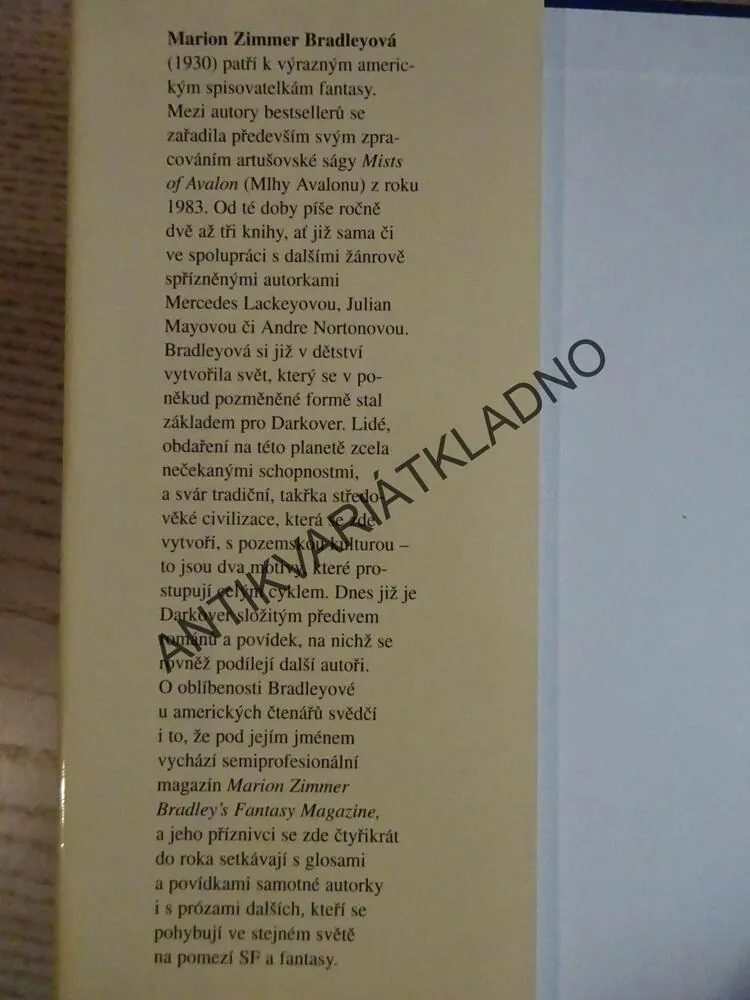 Marion Zimmer Bradleyová
(1930) patří k výrazným americ-
kým spisovatelkám fantasy.
Mezi autory bestsellerů se
zařadila především svým zpra-
cováním artušovské ságy Mists
of Avalon (Mlhy Avalonu) z roku
1983. Od té doby píše ročně
dvě až tři knihy, ať již sama či
ve spolupráci s dalšími žánrově
spřízněnými autorkami
Mercedes Lackeyovou, Julian
Mayovou či Andre Nortonovou.
Bradleyová si již v dětství
vytvořila svět, který se v po-
někud pozměněné formě stal
základem pro Darkover. Lidé,
obdaření na této planetě zcela
nečekanými schopnostmi,
a svár tradiční, takřka středo-
věké civilizace, která se zde
vytvoří, s pozemskou kulturou –
to jsou dva motivy, které pro-
stupují celým cyklem. Dnes již je
Darkover složitým předivem
románů a povídek, na nichž se
rovněž podílejí další autoři.
O oblíbenosti Bradleyové
u amerických čtenářů svědčí
i to, že pod jejím jménem
vychází semiprofesionální
magazín Marion Zimmer
Bradley's Fantasy Magazine,
a jeho příznivci se zde čtyřikrát
do roka setkávají s glosami
a povídkami samotné autorky
i s prózami dalších, kteří se
pohybují ve stejném světě
na pomezí SF a fantasy.
ANTIKVARIÁTKLADNO